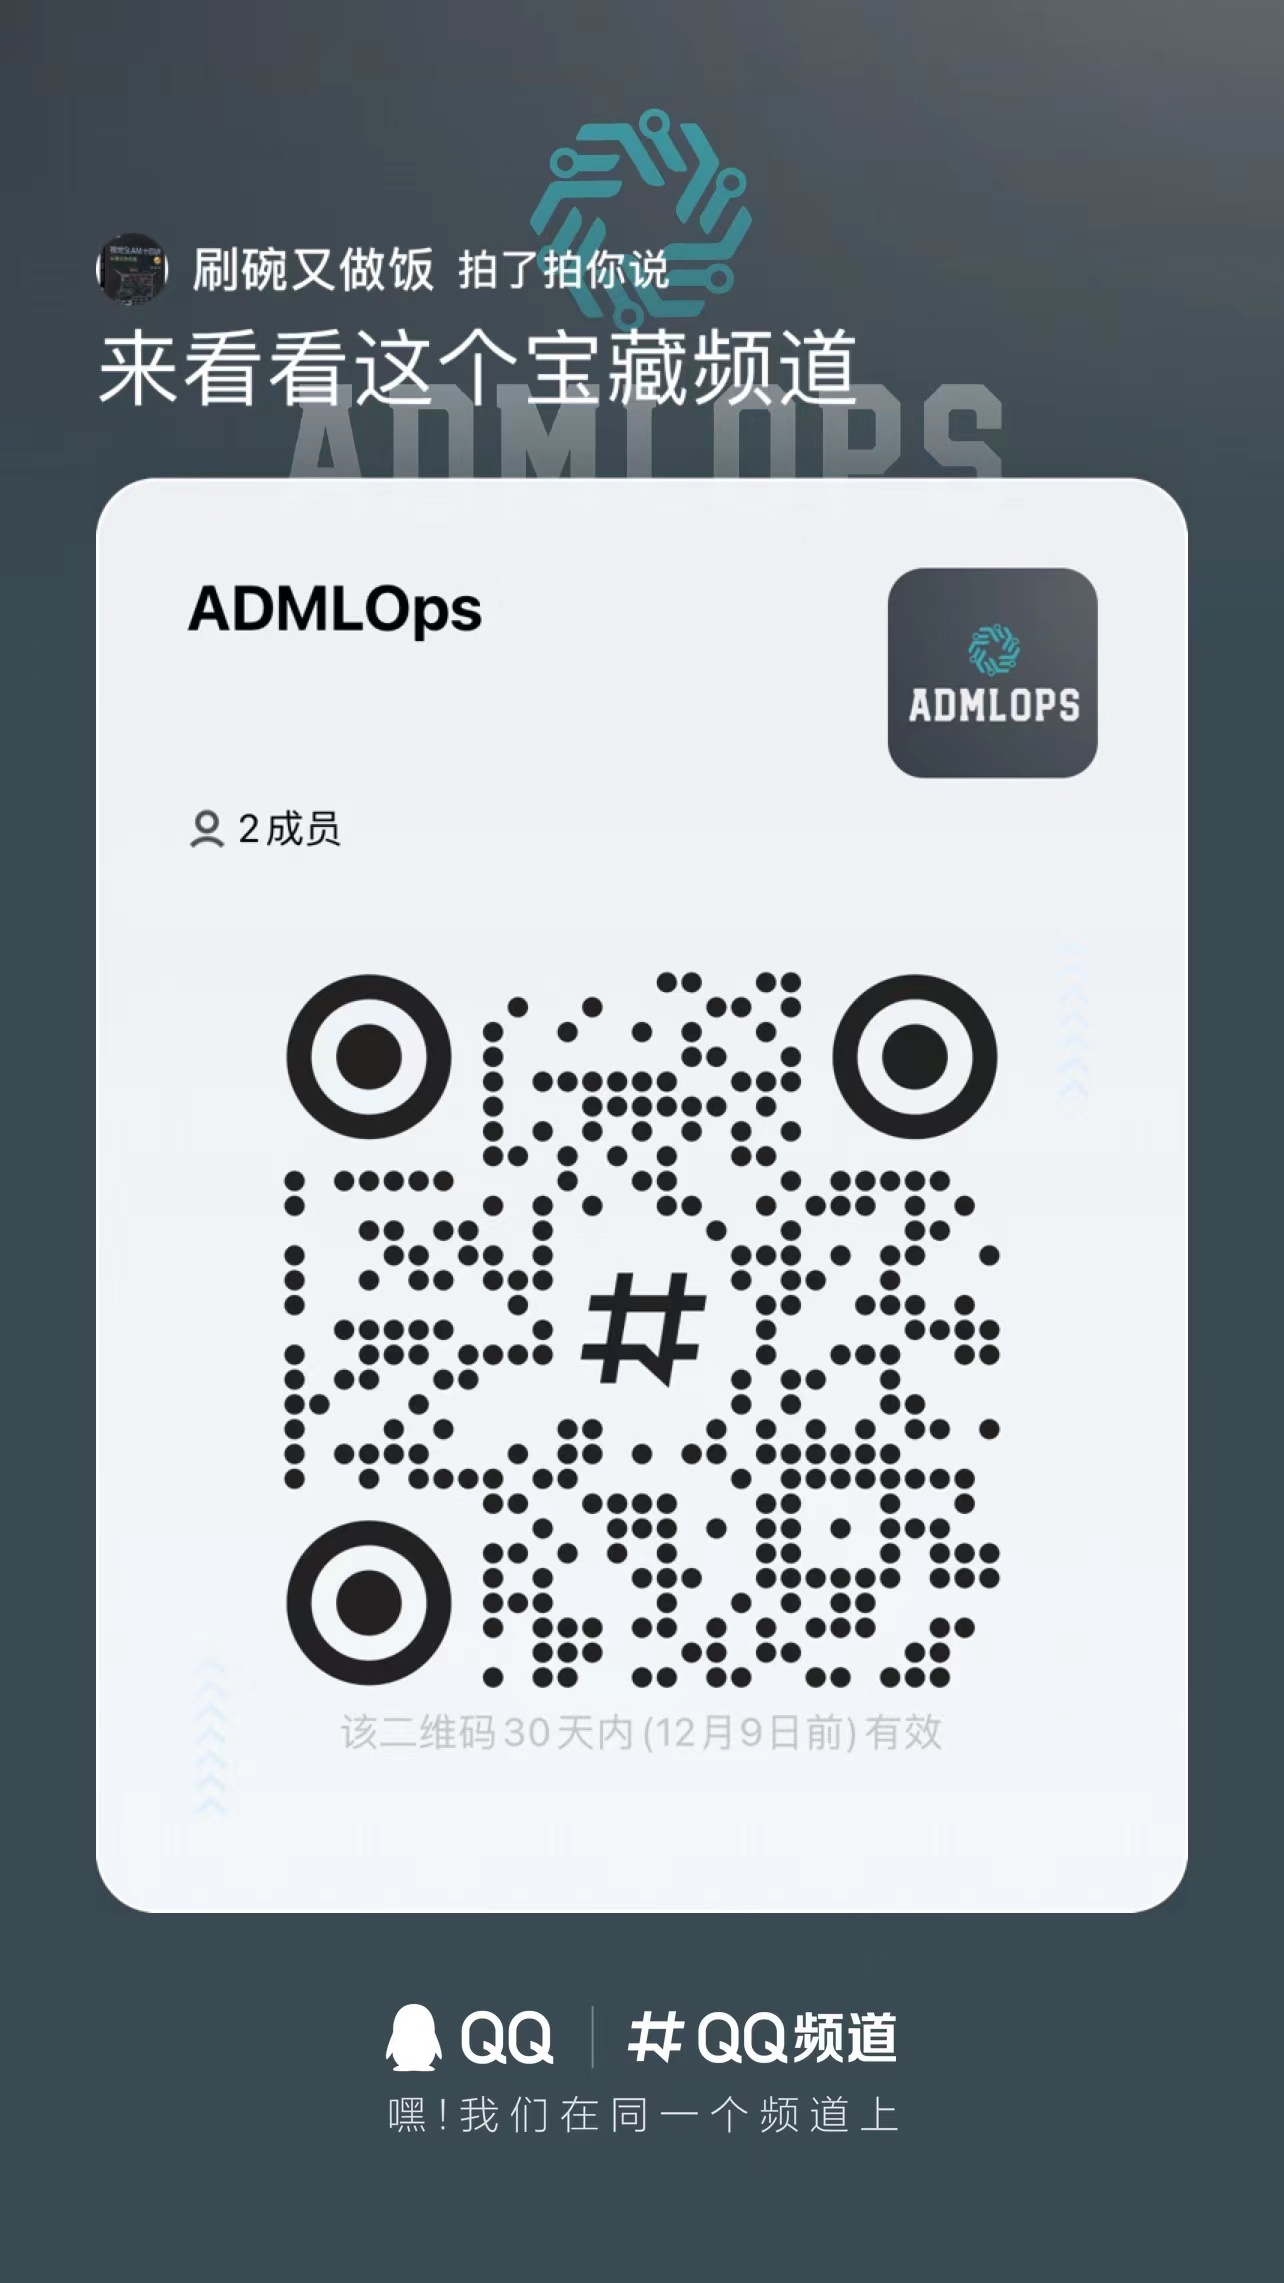 刷碗又做饭 拍了拍你说
来看看这个宝藏频道
ADMLOPS
ADMLOps
ADMLOPS
2成员
该二维码30天内(12月9日前)有效
QQ | QQ频道
嘿!我们在同一个频道上